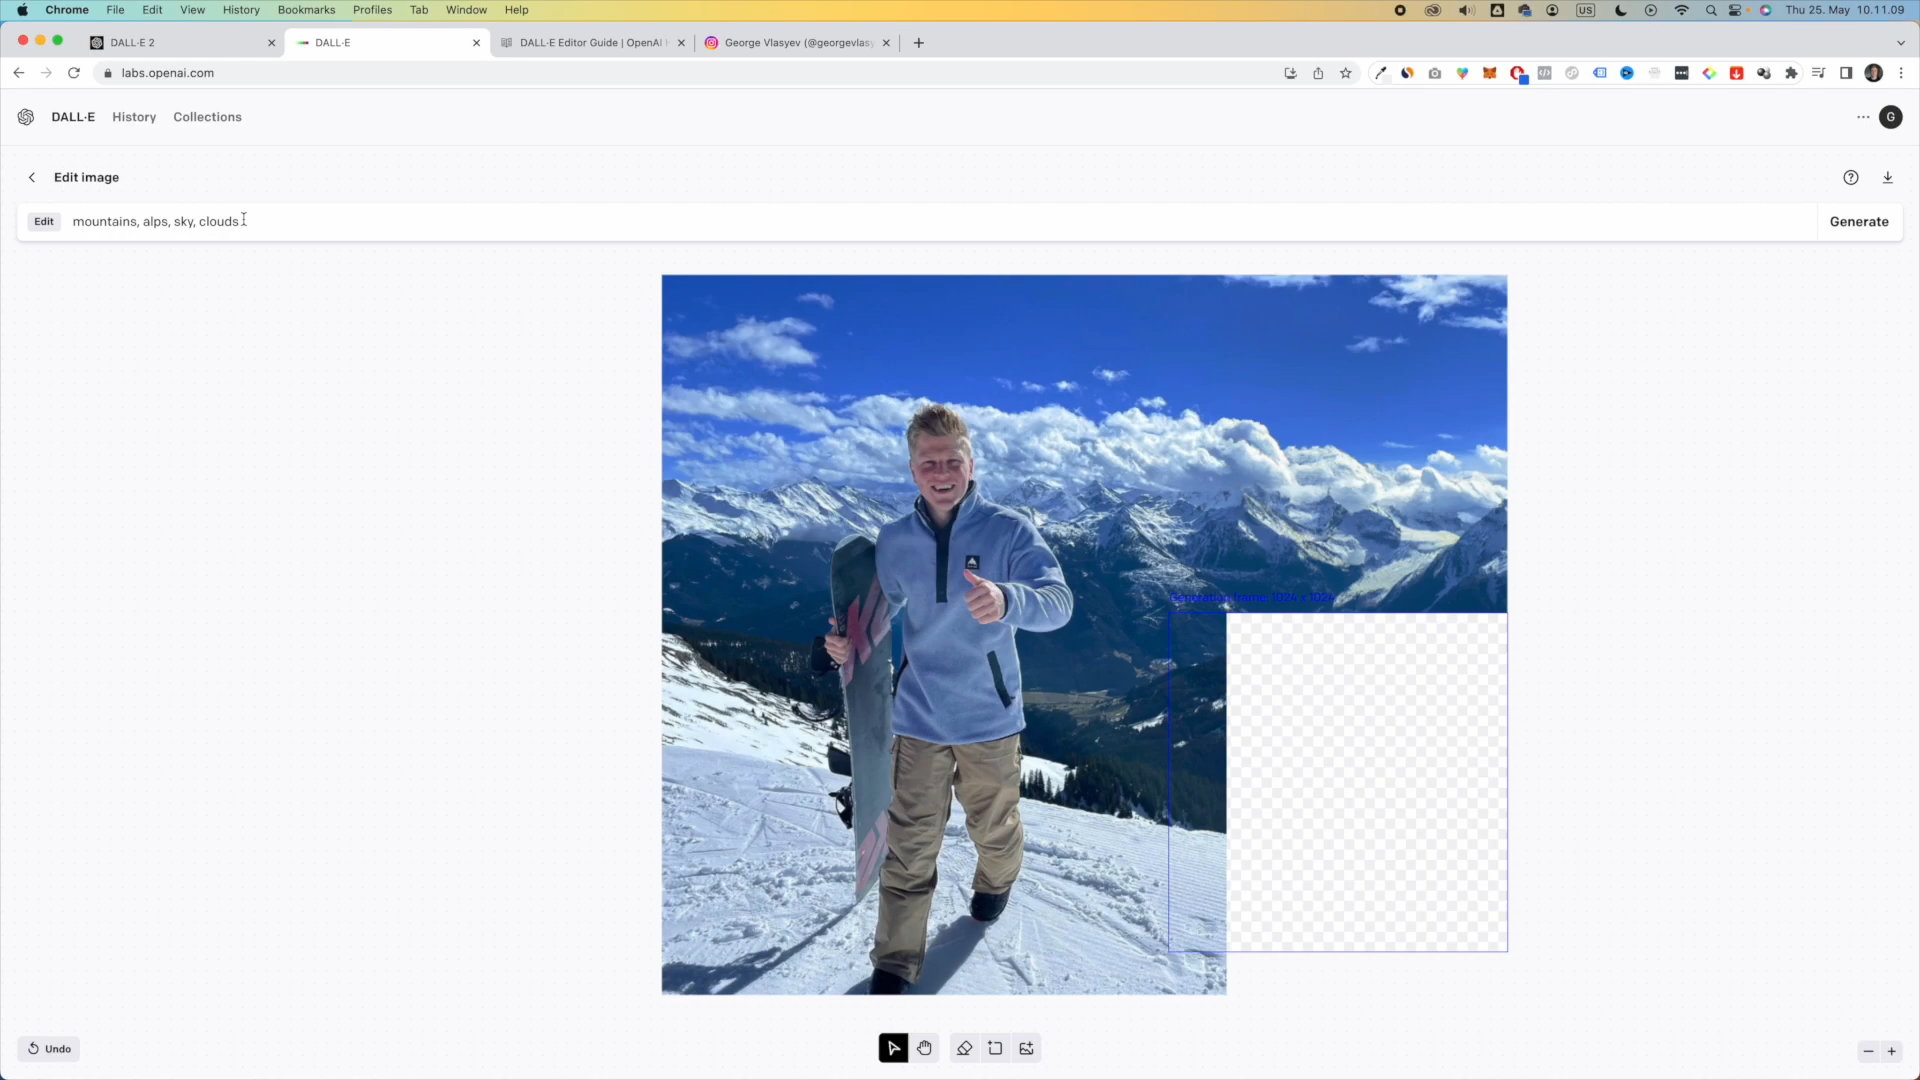 Chrome File Edit View History Bookmarks Profiles Tab Window Help US Thu 25. May 10.11.09
DALL·E 2 DALL·E DALL·E Editor Guide | OpenAI George Vlasyev (@georgevlasy
labs.openai.com
DALL·E History Collections G
Edit image
Edit mountains, alps, sky, clouds Generate
Generation frame: 1024 x 1024
Undo